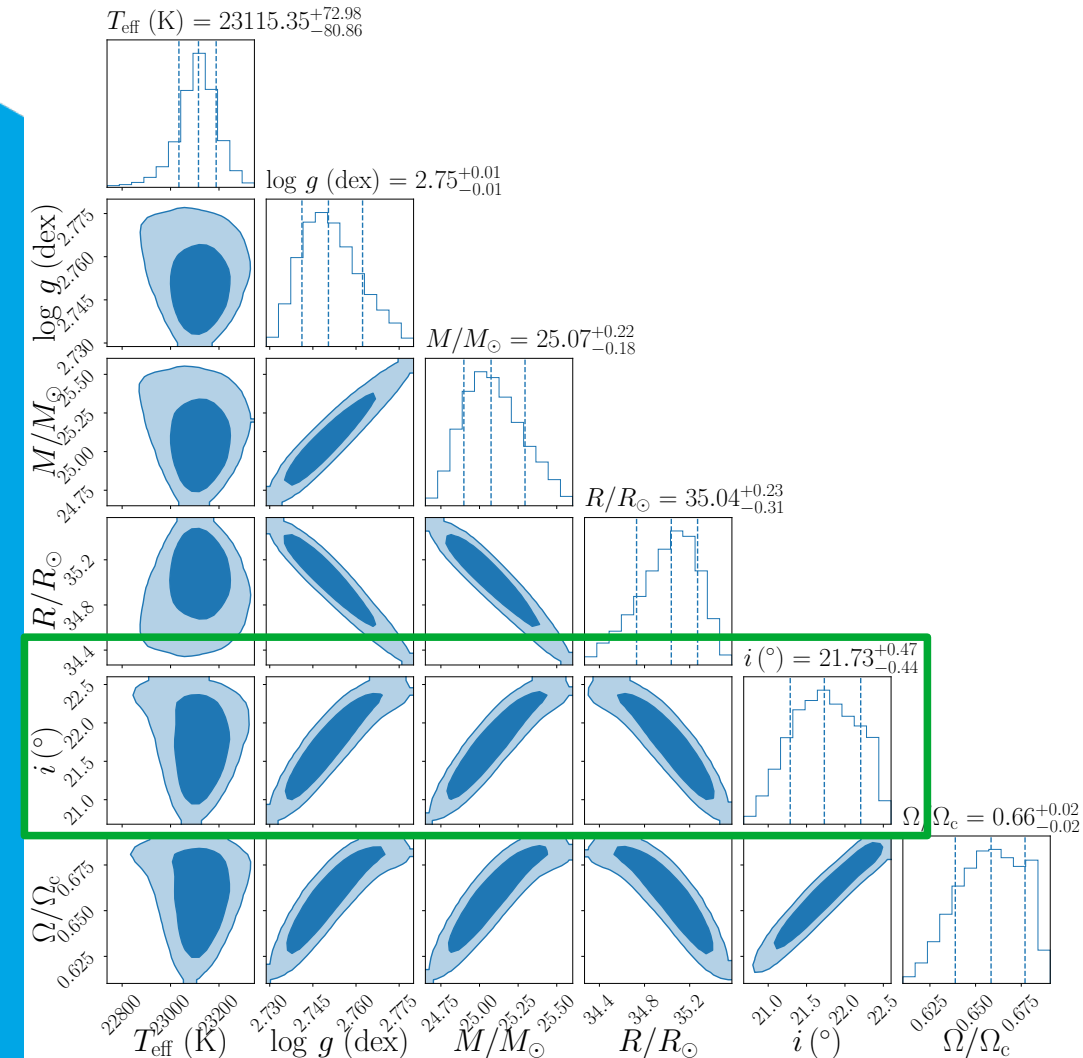 T_eff (K) = 23115.35^{+72.98}_{-80.86}
log g (dex) = 2.75^{+0.01}_{-0.01}
2.775
2.760
2.745
2.730
log g (dex)
M/M_⊙ = 25.07^{+0.22}_{-0.18}
25.50
25.25
25.00
24.75
M/M_⊙
R/R_⊙ = 35.04^{+0.23}_{-0.31}
35.2
34.8
34.4
R/R_⊙
i (°) = 21.73^{+0.47}_{-0.44}
22.5
22.0
21.5
21.0
i (°)
Ω/Ω_c = 0.66^{+0.02}_{-0.02}
0.675
0.650
0.625
Ω/Ω_c
22800 23000 23200
2.730 2.745 2.760 2.775
24.75 25.00 25.25 25.50
34.4 34.8 35.2
21.0 21.5 22.0 22.5
0.625 0.650 0.675
T_eff (K) log g (dex) M/M_⊙ R/R_⊙ i (°) Ω/Ω_c